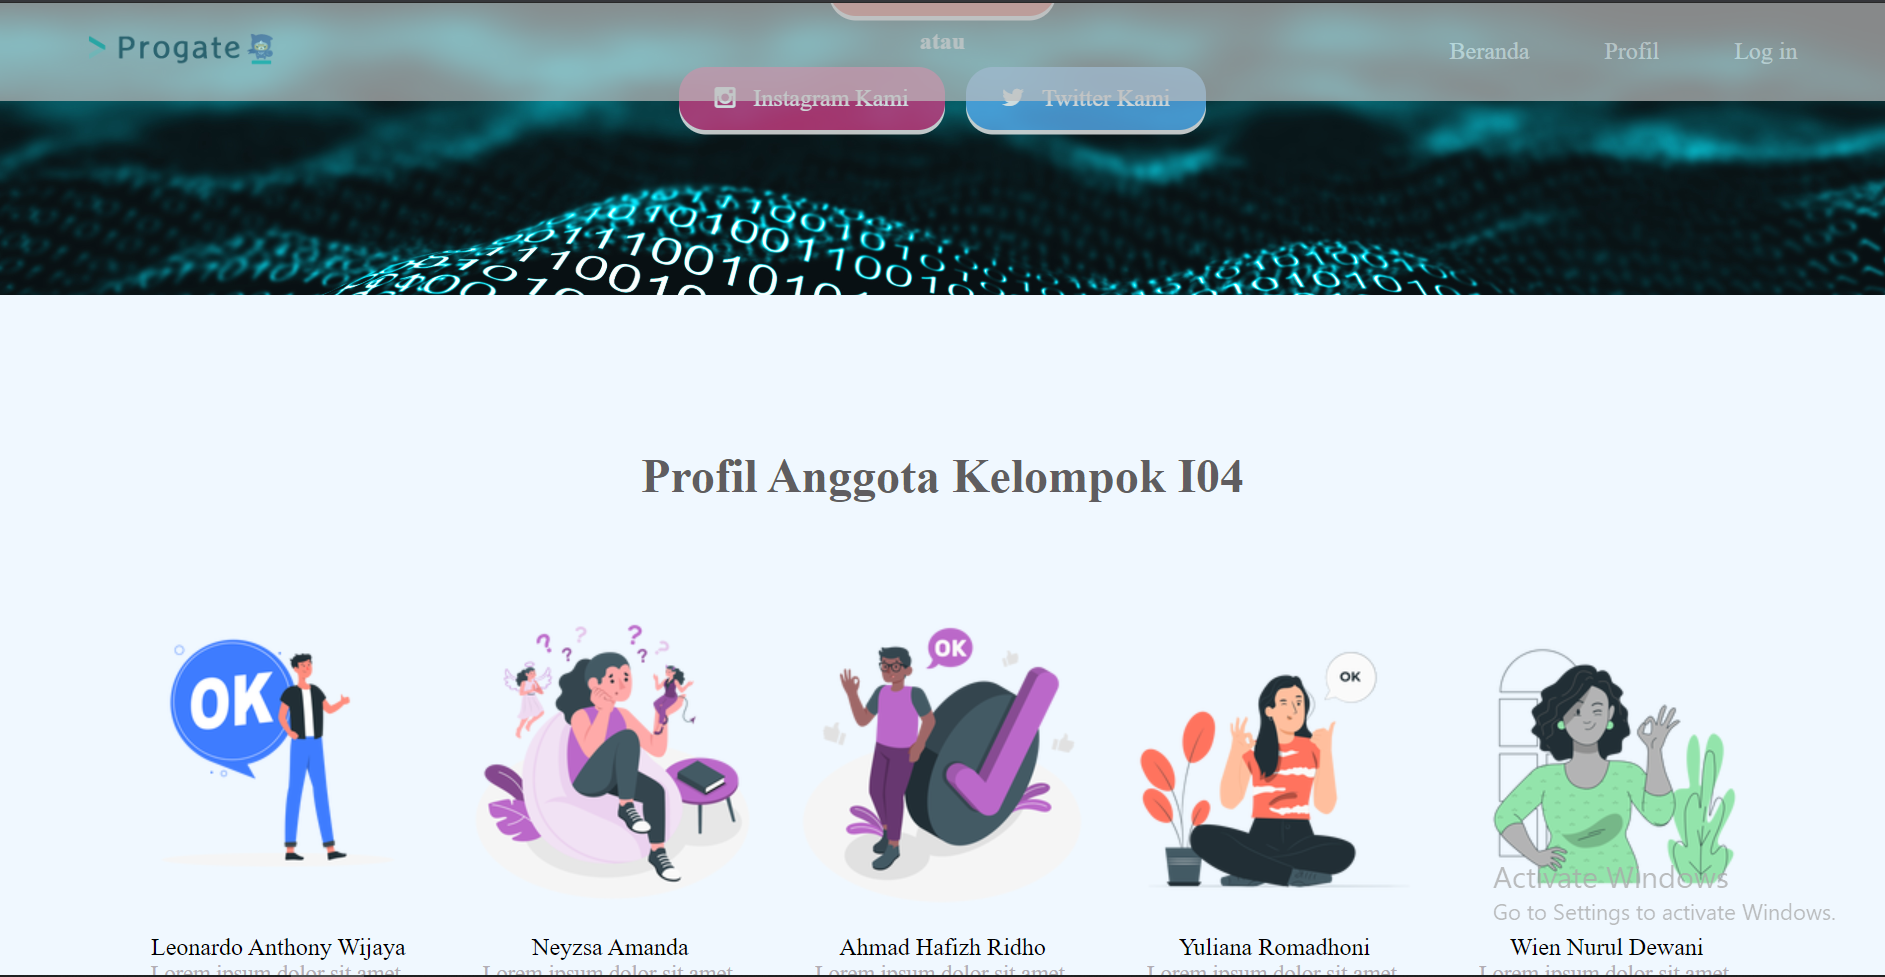 atau
Progate
Beranda
Profil
Log in
Instagram Kami
Twitter Kami
Profil Anggota Kelompok I04
OK
OK
OK
Activate Windows
Go to Settings to activate Windows.
Leonardo Anthony Wijaya
Neyzsa Amanda
Ahmad Hafizh Ridho
Yuliana Romadhoni
Wien Nurul Dewani
Lorem ipsum dolor sit amet
Lorem ipsum dolor sit amet
Lorem ipsum dolor sit amet
Lorem ipsum dolor sit amet
Lorem ipsum dolor sit amet